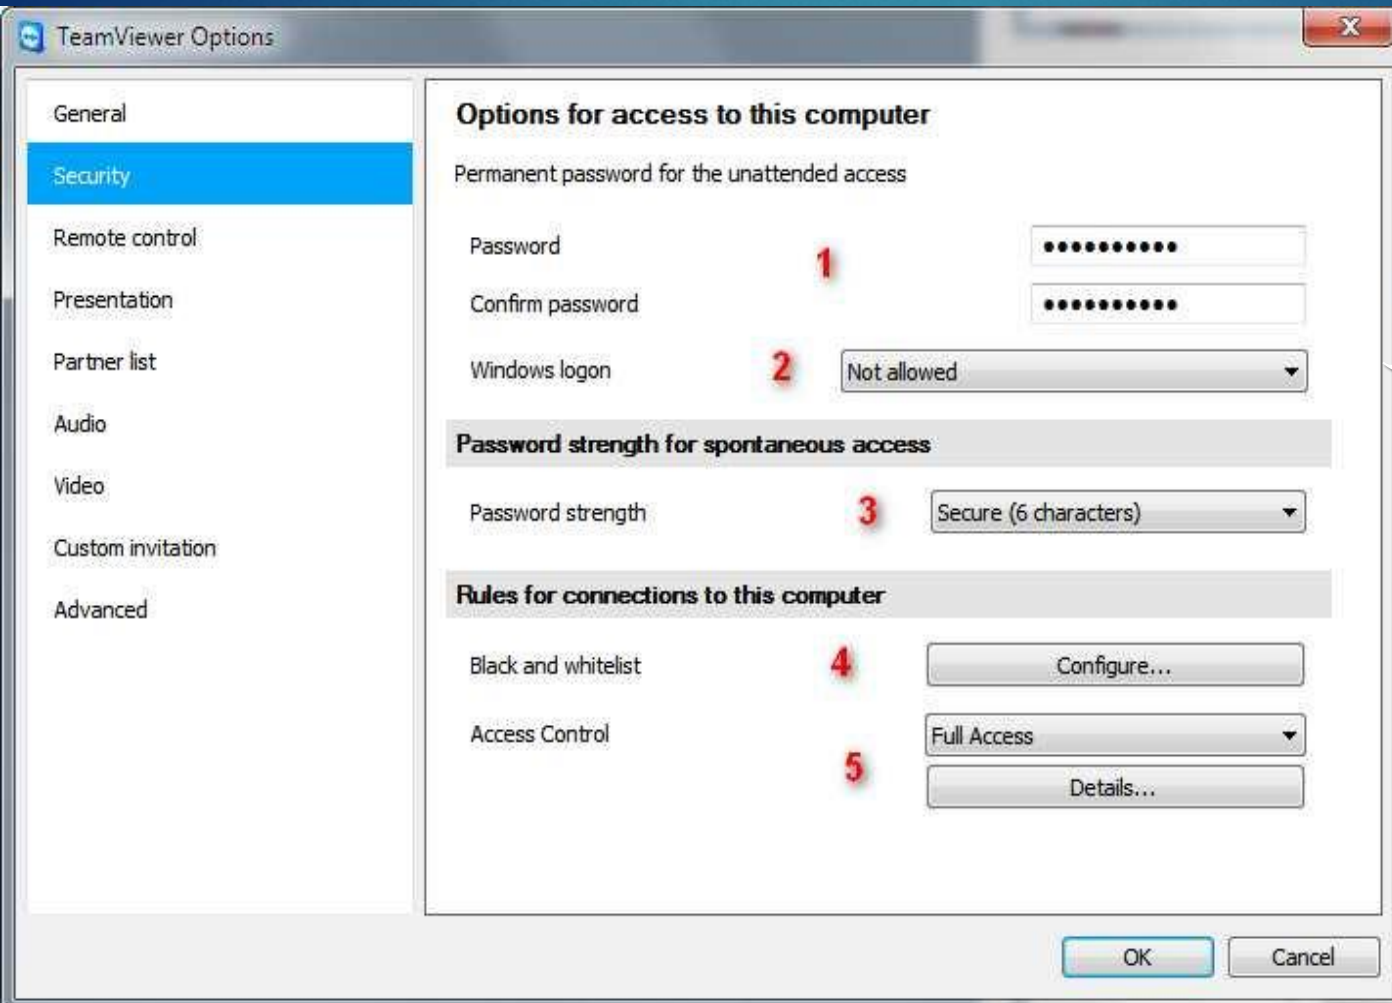 TeamViewer Options
X
General
Security
Remote control
Presentation
Partner list
Audio
Video
Custom invitation
Advanced
Options for access to this computer
Permanent password for the unattended access
Password 1 ●●●●●●●●●●
Confirm password ●●●●●●●●●●
Windows logon 2 Not allowed
Password strength for spontaneous access
Password strength 3 Secure (6 characters)
Rules for connections to this computer
Black and whitelist 4 Configure...
Access Control Full Access
5 Details...
OK Cancel